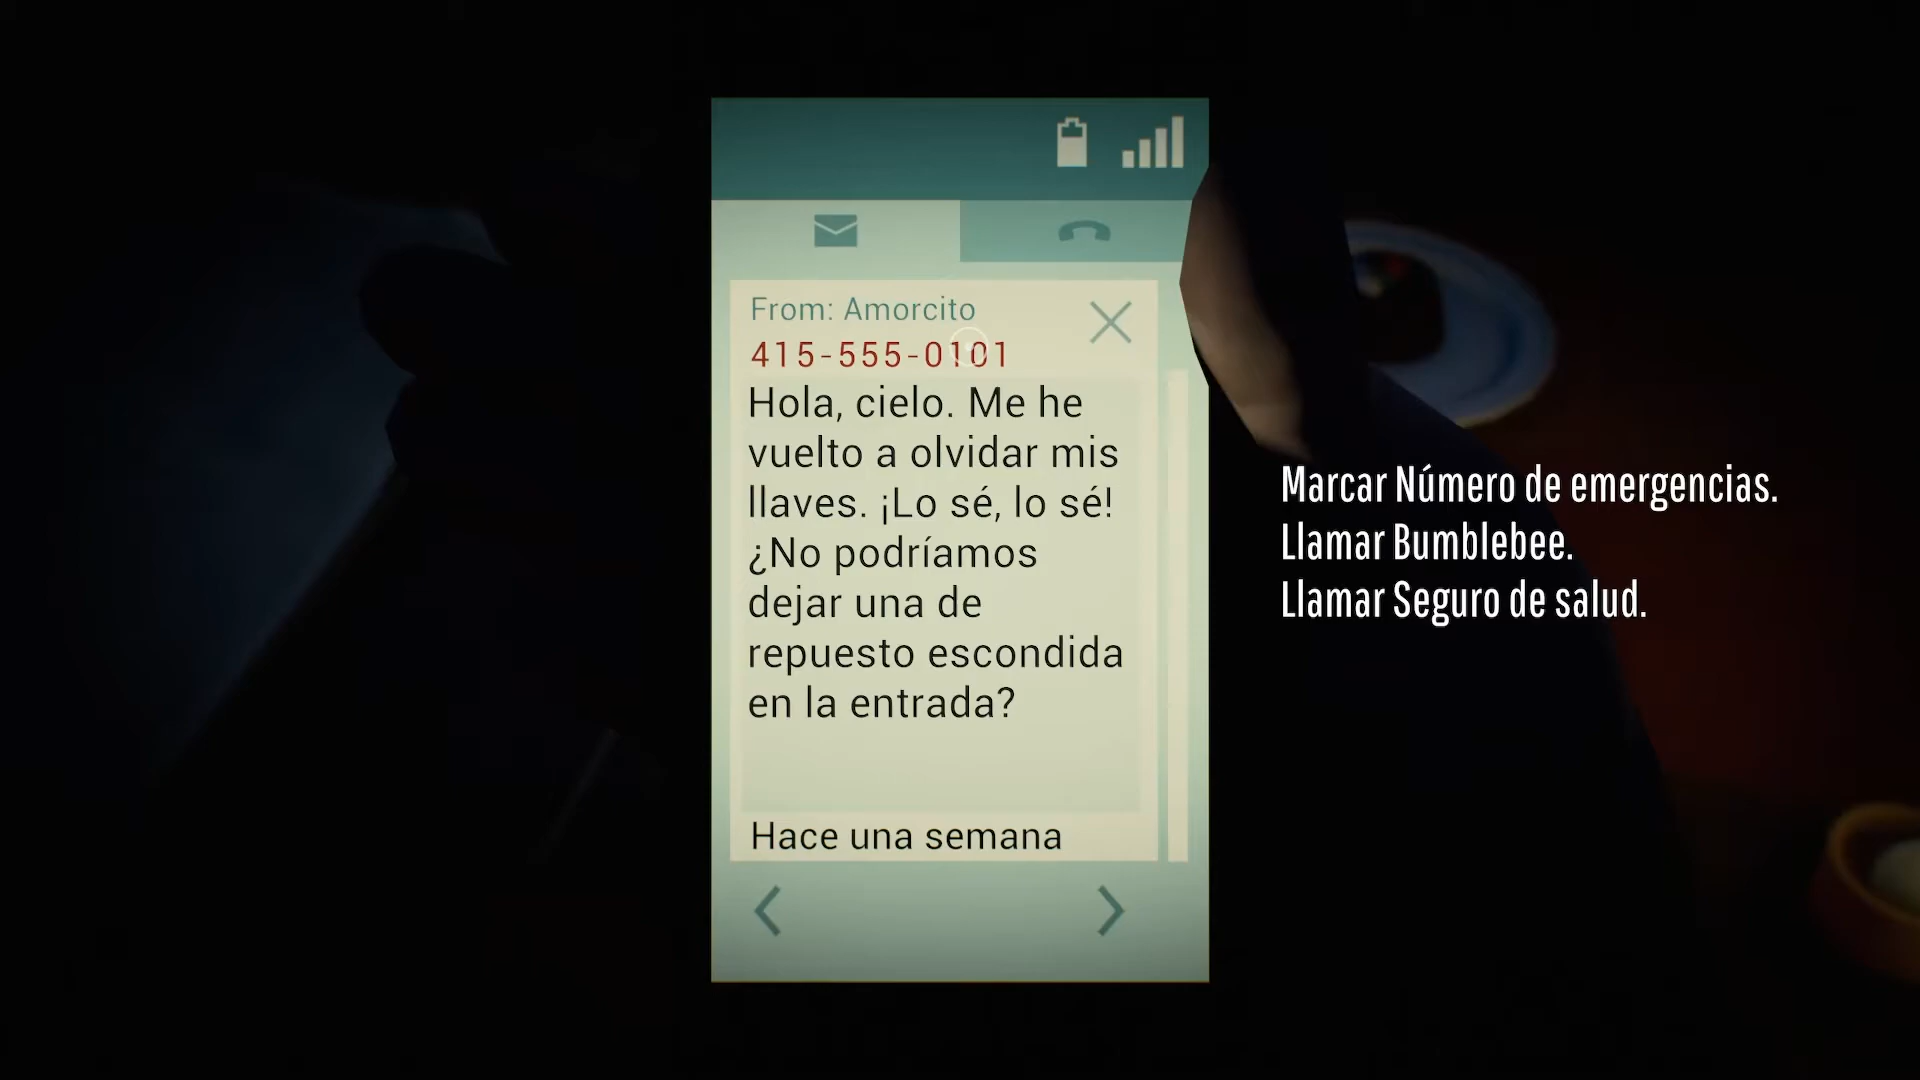 From: Amorcito
415-555-0101
Hola, cielo. Me he
vuelto a olvidar mis
llaves. ¡Lo sé, lo sé!
¿No podríamos
dejar una de
repuesto escondida
en la entrada?
Hace una semana
Marcar Número de emergencias.
Llamar Bumblebee.
Llamar Seguro de salud.